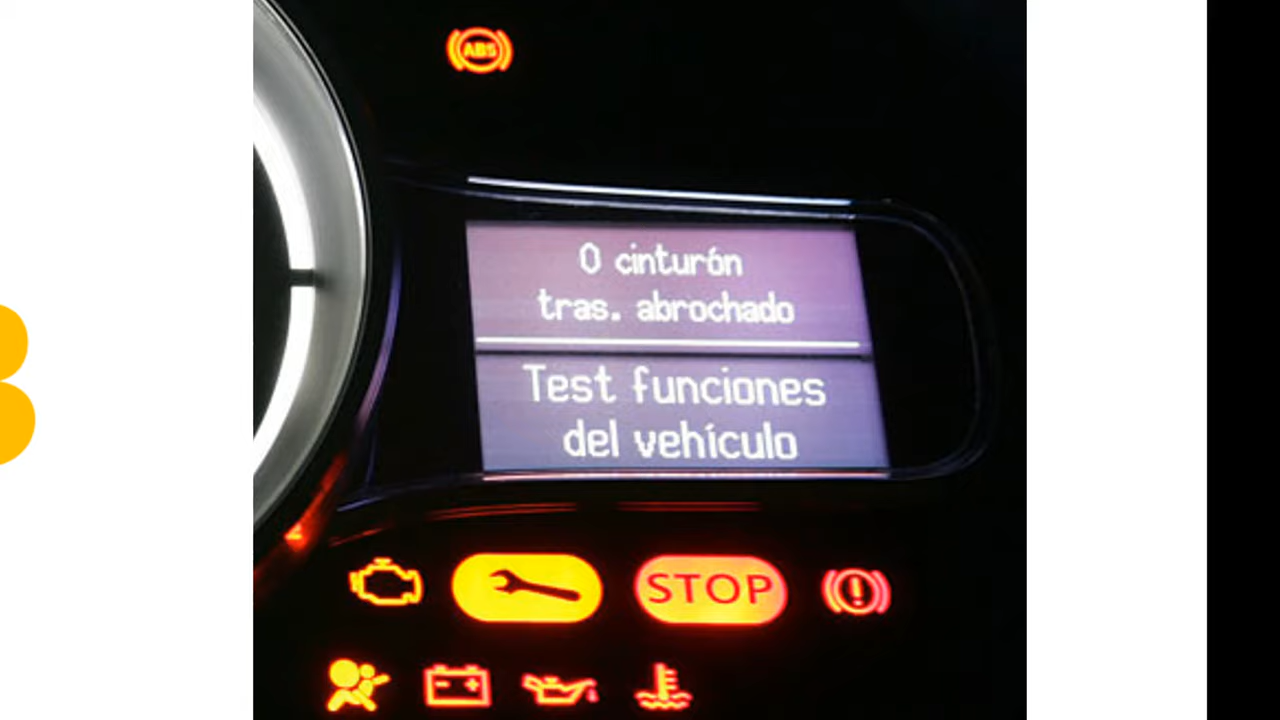 ABS
0 cinturón
tras. abrochado
Test funciones
del vehículo
STOP